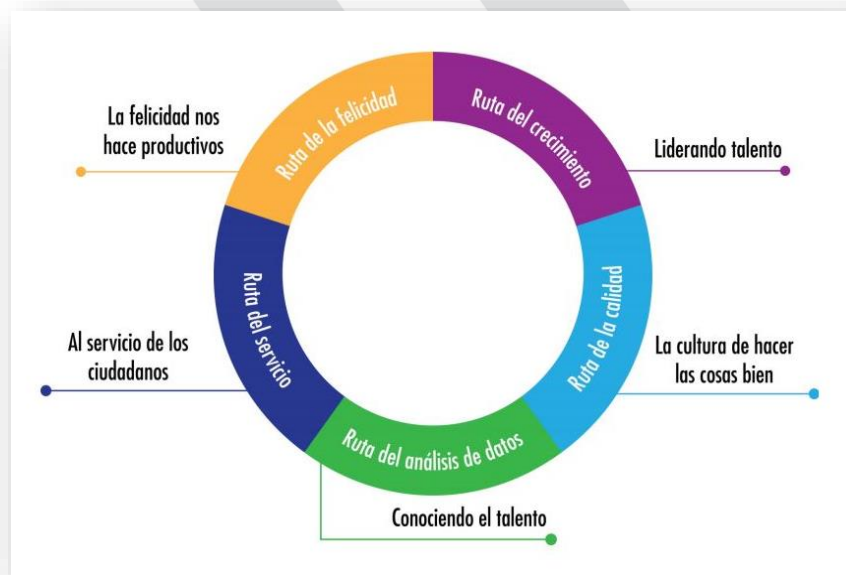 La felicidad nos
hace productivos
Ruta de la felicidad
Ruta del crecimiento
Liderando talento
Ruta de la calidad
La cultura de hacer
las cosas bien
Ruta del análisis de datos
Conociendo el talento
Ruta del servicio
Al servicio de los
ciudadanos